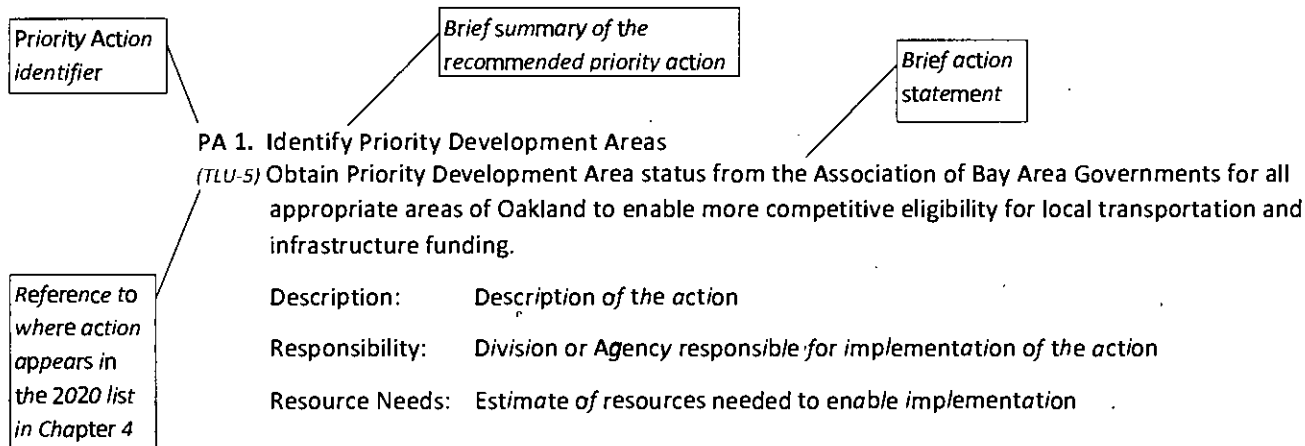 Priority Action
identifier
Brief summary of the
recommended priority action
Brief action
statement
PA 1. Identify Priority Development Areas
(TLU-5) Obtain Priority Development Area status from the Association of Bay Area Governments for all
appropriate areas of Oakland to enable more competitive eligibility for local transportation and
infrastructure funding.
Reference to
where action
appears in
the 2020 list
in Chapter 4
Description: Description of the action
Responsibility: Division or Agency responsible for implementation of the action
Resource Needs: Estimate of resources needed to enable implementation